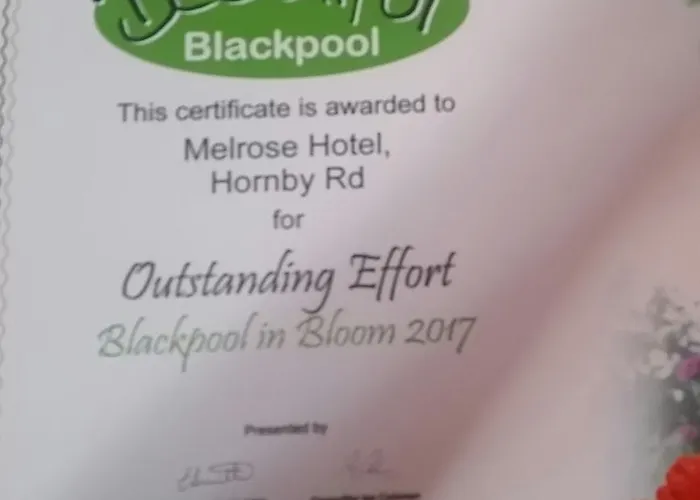 Blackpool
This certificate is awarded to
Melrose Hotel,
Hornby Rd
for
Outstanding Effort
Blackpool in Bloom 2017
Presented by